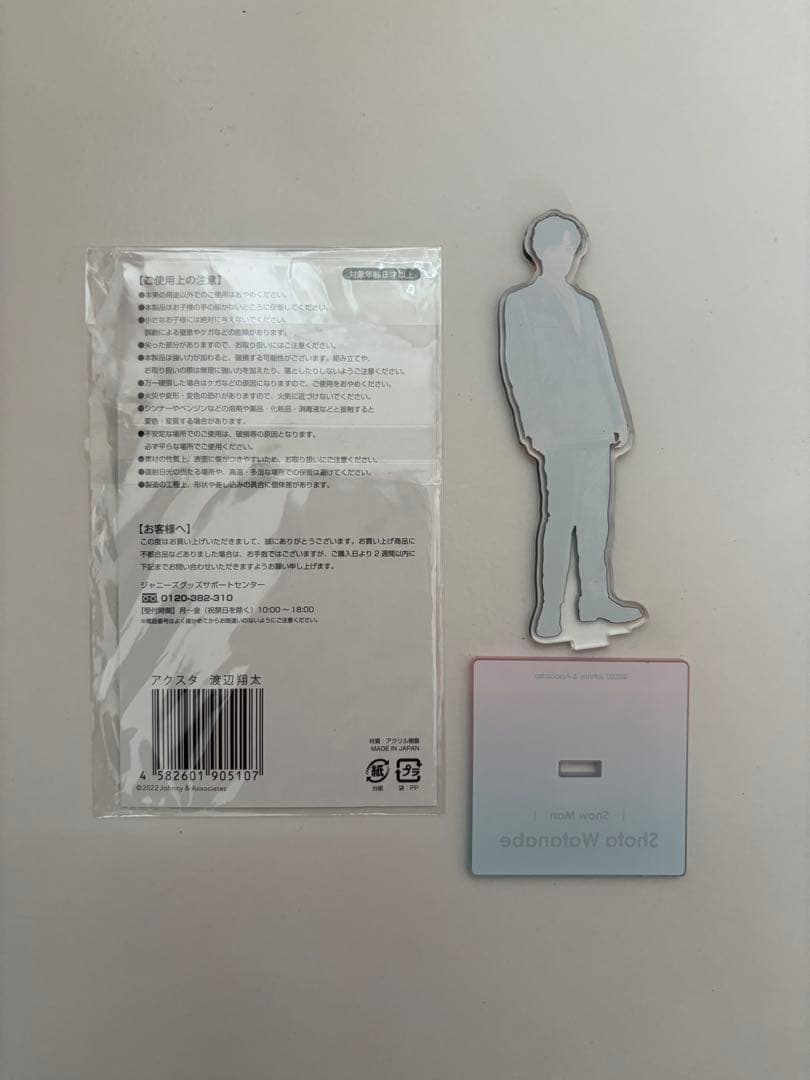 【ご使用上の注意】
対象年齢8才以上
●本来の用途以外でのご使用はおやめください。
●本製品はお子様の手の届かないところに保管してください。
●小さなお子様には絶対に与えないでください。
誤飲による窒息やケガなどの危険があります。
●尖った部分がありますので、お取り扱いにはご注意ください。
●本製品は強い力が加わると、破損する可能性がございます。組み立てや、
お取り扱いの際は無理に強い力を加えたり、落としたりしないようご注意ください。
●万一破損した場合はケガなどの原因になりますので、ご使用をおやめください。
●火災や変形・変色の恐れがありますので、火気に近づけないでください。
●シンナーやベンジンなどの溶剤や薬品・化粧品・消毒液などと接触すると
変色・変質する場合があります。
●不安定な場所でのご使用は、破損等の原因となります。
必ず平らな場所でご使用ください。
●素材の性質上、表面に傷がつきやすいため、お取り扱いにご注意ください。
●直射日光の当たる場所や、高温・多湿な場所での保管は避けてください。
●製造の工程上、形状や差し込みの具合に個体差があります。
【お客様へ】
この度はお買い上げいただきまして、誠にありがとうございます。お買い上げ商品に
不都合品などありました場合は、お手数ではございますが、ご購入日より2週間以内に
下記までお問い合わせいただきますようお願い申し上げます。
ジャニーズグッズサポートセンター
0120-382-310
【受付時間】月～金（祝祭日を除く）10:00～18:00
※電話番号はよく確かめてからお間違いのないようにご注意ください。
アクスタ 渡辺翔太
4 582601 905107
©2022 Johnny & Associates
材質：アクリル樹脂
MADE IN JAPAN
紙
プラ
台紙
袋：PP
©2022 Johnny & Associates
| Snow Man |
Shota Watanabe